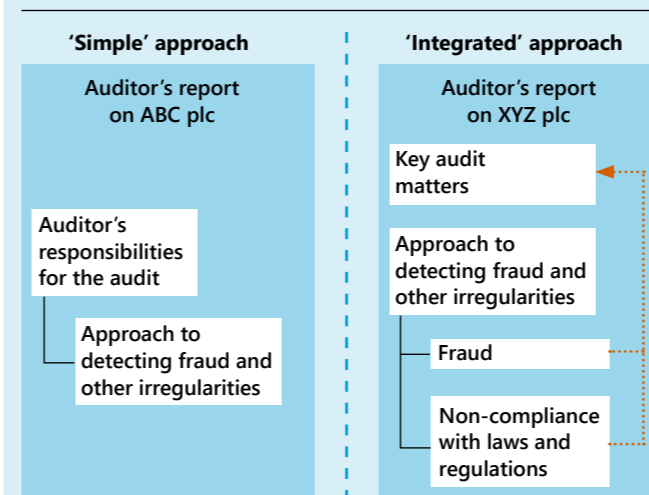 ‘Simple’ approach
Auditor’s report
on ABC plc
Auditor’s
responsibilities
for the audit
Approach to
detecting fraud and
other irregularities
‘Integrated’ approach
Auditor’s report
on XYZ plc
Key audit
matters
Approach to
detecting fraud and
other irregularities
Fraud
Non-compliance
with laws and
regulations